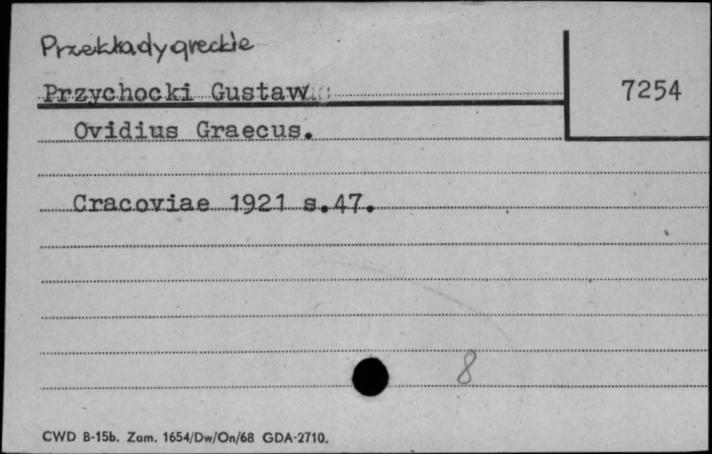 Przekłady greckie
Przychocki Gustaw
7254
Ovidius Graecus.
Cracoviae 1921 s.47.
8
CWD B-15b. Zam. 1654/Dw/On/68 GDA-2710.